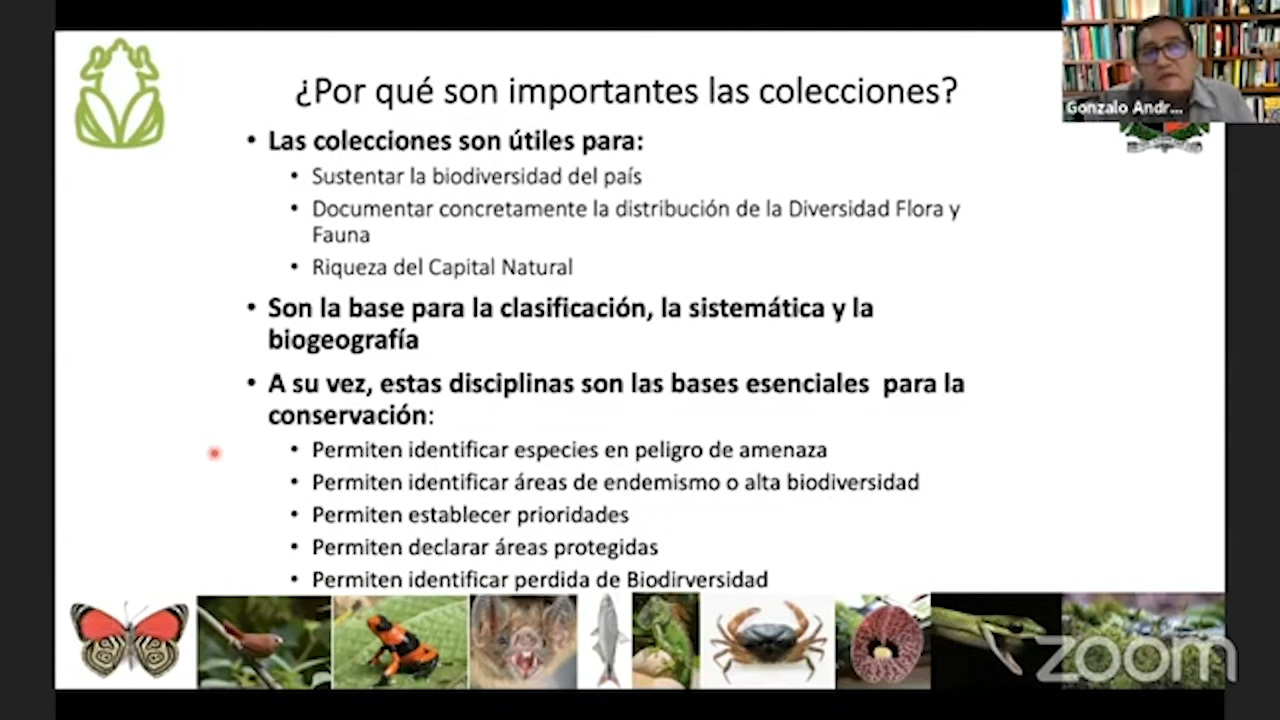 ¿Por qué son importantes las colecciones?
Gonzalo Andr...
• Las colecciones son útiles para:
• Sustentar la biodiversidad del país
• Documentar concretamente la distribución de la Diversidad Flora y
Fauna
• Riqueza del Capital Natural
• Son la base para la clasificación, la sistemática y la
biogeografía
• A su vez, estas disciplinas son las bases esenciales para la
conservación:
• Permiten identificar especies en peligro de amenaza
• Permiten identificar áreas de endemismo o alta biodiversidad
• Permiten establecer prioridades
• Permiten declarar áreas protegidas
• Permiten identificar perdida de Biodirversidad
zoom